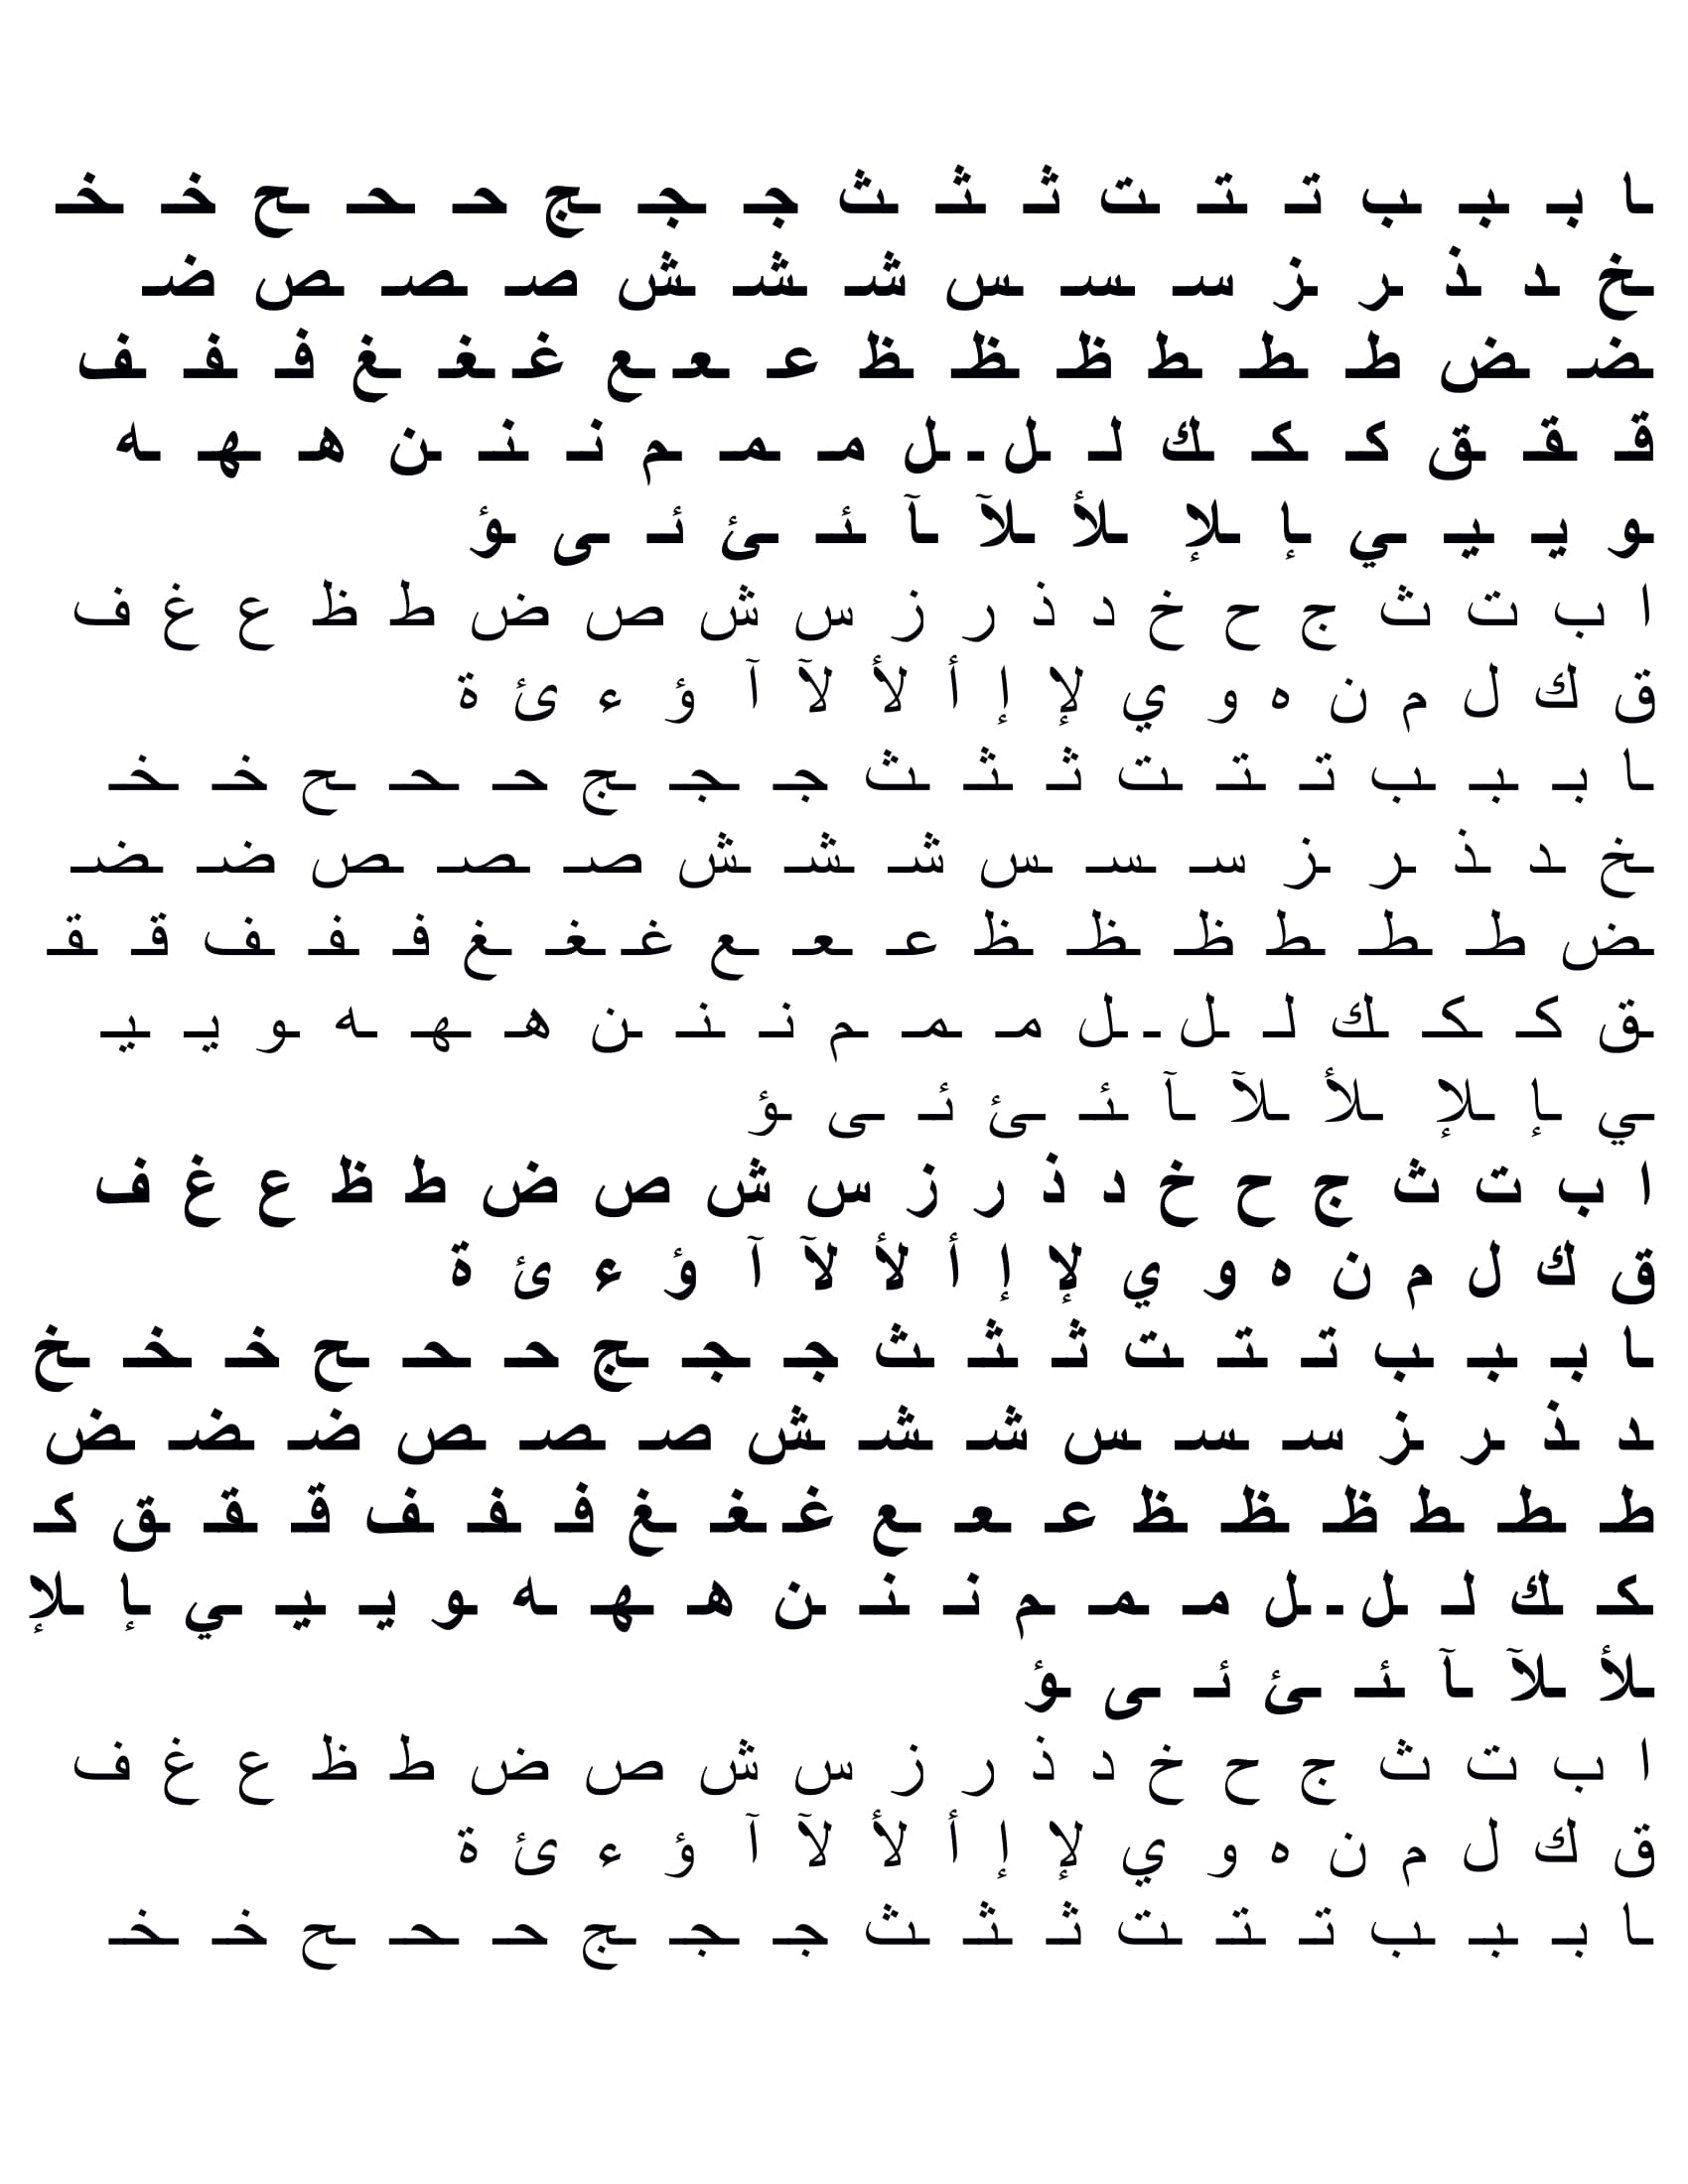 ـا بـ ـبـ ـب تـ ـتـ ـت ثـ ـثـ ـث جـ ـجـ ـج حـ ـحـ ـح خـ ـخـ
ـخ ـد ـذ ـر ـز سـ ـسـ ـس شـ ـشـ ـش صـ ـصـ ـص ضـ
ـضـ ـض طـ ـطـ ـط ظـ ـظـ ـظ عـ ـعـ ـع غـ ـغـ ـغ فـ ـفـ ـف
قـ ـقـ ـق كـ ـكـ ـك لـ ـل ـ ـل مـ ـمـ ـم نـ ـنـ ـن هـ ـهـ ـه
ـو يـ ـيـ ـي ـإ ـلإ ـلأ ـلآ ـآ ـئـ ـئ ئـ ـى ـؤ
ا ب ت ث ج ح خ د ذ ر ز س ش ص ض ط ظ ع غ ف
ق ك ل م ن ه و ي لإ إ أ لأ لآ آ ؤ ء ئ ة
ـا بـ ـبـ ـب تـ ـتـ ـت ثـ ـثـ ـث جـ ـجـ ـج حـ ـحـ ـح خـ ـخـ
ـخ ـد ـذ ـر ـز سـ ـسـ ـس شـ ـشـ ـش صـ ـصـ ـص ضـ ـضـ
ـض طـ ـطـ ـط ظـ ـظـ ـظ عـ ـعـ ـع غـ ـغـ ـغ فـ ـفـ ـف قـ ـقـ
ـق كـ ـكـ ـك لـ ـل ـ ـل مـ ـمـ ـم نـ ـنـ ـن هـ ـهـ ـه ـو يـ ـيـ
ـي ـإ ـلإ ـلأ ـلآ ـآ ـئـ ـئ ئـ ـى ـؤ
ا ب ت ث ج ح خ د ذ ر ز س ش ص ض ط ظ ع غ ف
ق ك ل م ن ه و ي لإ إ أ لأ لآ آ ؤ ء ئ ة
ـا بـ ـبـ ـب تـ ـتـ ـت ثـ ـثـ ـث جـ ـجـ ـج حـ ـحـ ـح خـ ـخـ ـخ
ـد ـذ ـر ـز سـ ـسـ ـس شـ ـشـ ـش صـ ـصـ ـص ضـ ـضـ ـض
طـ ـطـ ـط ظـ ـظـ ـظ عـ ـعـ ـع غـ ـغـ ـغ فـ ـفـ ـف قـ ـقـ ـق كـ
ـكـ ـك لـ ـل ـ ـل مـ ـمـ ـم نـ ـنـ ـن هـ ـهـ ـه ـو يـ ـيـ ـي ـإ ـلإ
ـلأ ـلآ ـآ ـئـ ـئ ئـ ـى ـؤ
ا ب ت ث ج ح خ د ذ ر ز س ش ص ض ط ظ ع غ ف
ق ك ل م ن ه و ي لإ إ أ لأ لآ آ ؤ ء ئ ة
ـا بـ ـبـ ـب تـ ـتـ ـت ثـ ـثـ ـث جـ ـجـ ـج حـ ـحـ ـح خـ ـخـ